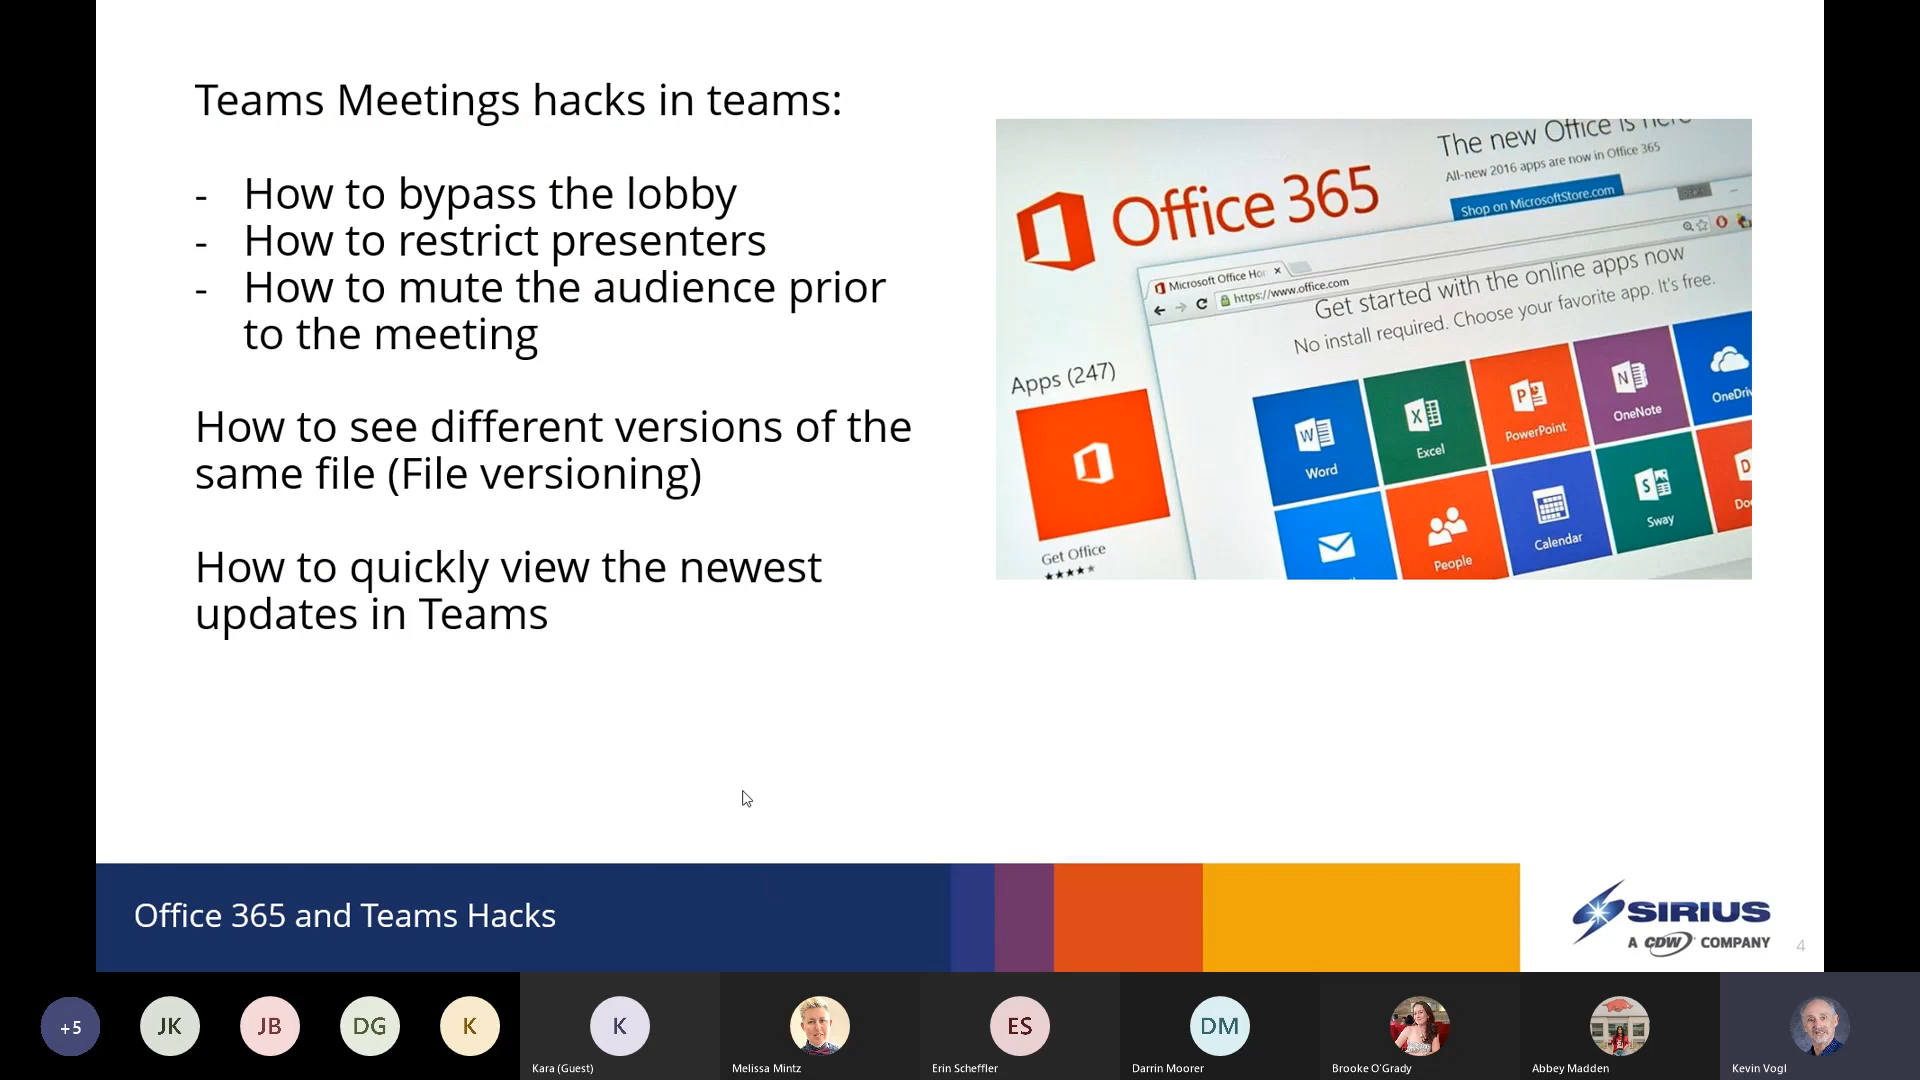 Teams Meetings hacks in teams:
- How to bypass the lobby
- How to restrict presenters
- How to mute the audience prior
to the meeting
How to see different versions of the
same file (File versioning)
How to quickly view the newest
updates in Teams
The new Office is here
All-new 2016 apps are now in Office 365
Shop on MicrosoftStore.com
Office 365
Microsoft Office Ho
https://www.office.com
Get started with the online apps now
No install required. Choose your favorite app. It's free.
Apps (247)
Get Office
Word
Excel
PowerPoint
OneNote
OneDriv
People
Calendar
Sway
Do
Office 365 and Teams Hacks
SIRIUS
A CDW COMPANY
4
+5
JK
JB
DG
K
K
ES
DM
Kara (Guest)
Melissa Mintz
Erin Scheffler
Darrin Moorer
Brooke O'Grady
Abbey Madden
Kevin Vogl